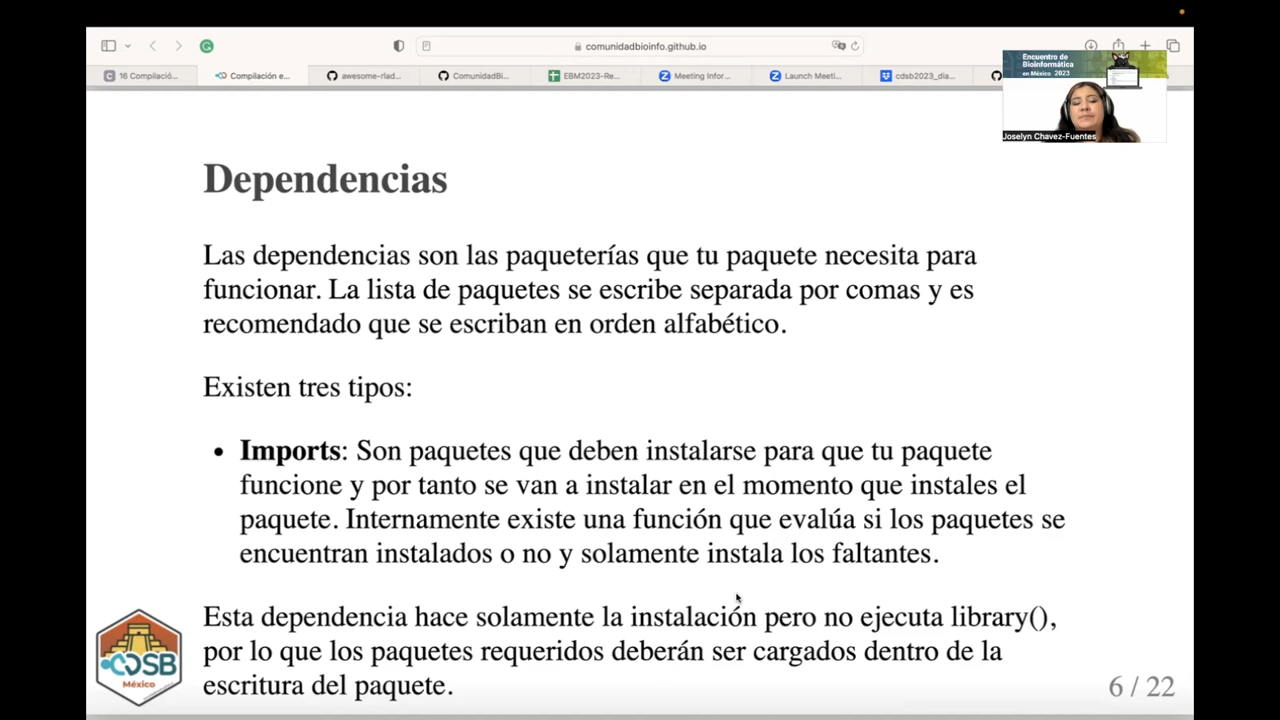 comunidadbioinfo.github.io
16 Compilació...
Compilación e...
awesome-rlad...
ComunidadBi...
EBM2023-Re...
Meeting Infor...
Launch Meeti...
cdsb2023_dia...
Encuentro de
Bioinformática
en México 2023
Joselyn Chavez-Fuentes
Dependencias
Las dependencias son las paqueterías que tu paquete necesita para
funcionar. La lista de paquetes se escribe separada por comas y es
recomendado que se escriban en orden alfabético.
Existen tres tipos:
• Imports: Son paquetes que deben instalarse para que tu paquete
funcione y por tanto se van a instalar en el momento que instales el
paquete. Internamente existe una función que evalúa si los paquetes se
encuentran instalados o no y solamente instala los faltantes.
Esta dependencia hace solamente la instalación pero no ejecuta library(),
por lo que los paquetes requeridos deberán ser cargados dentro de la
escritura del paquete.
CDSB
México
6 / 22